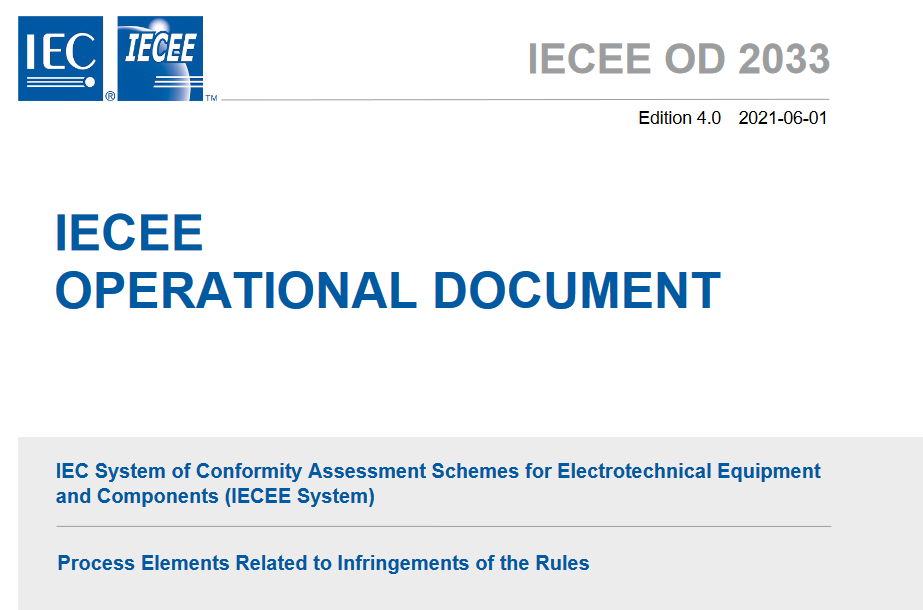 IEC IECEE
® TM
IECEE OD 2033
Edition 4.0 2021-06-01
IECEE
OPERATIONAL DOCUMENT
IEC System of Conformity Assessment Schemes for Electrotechnical Equipment
and Components (IECEE System)
Process Elements Related to Infringements of the Rules